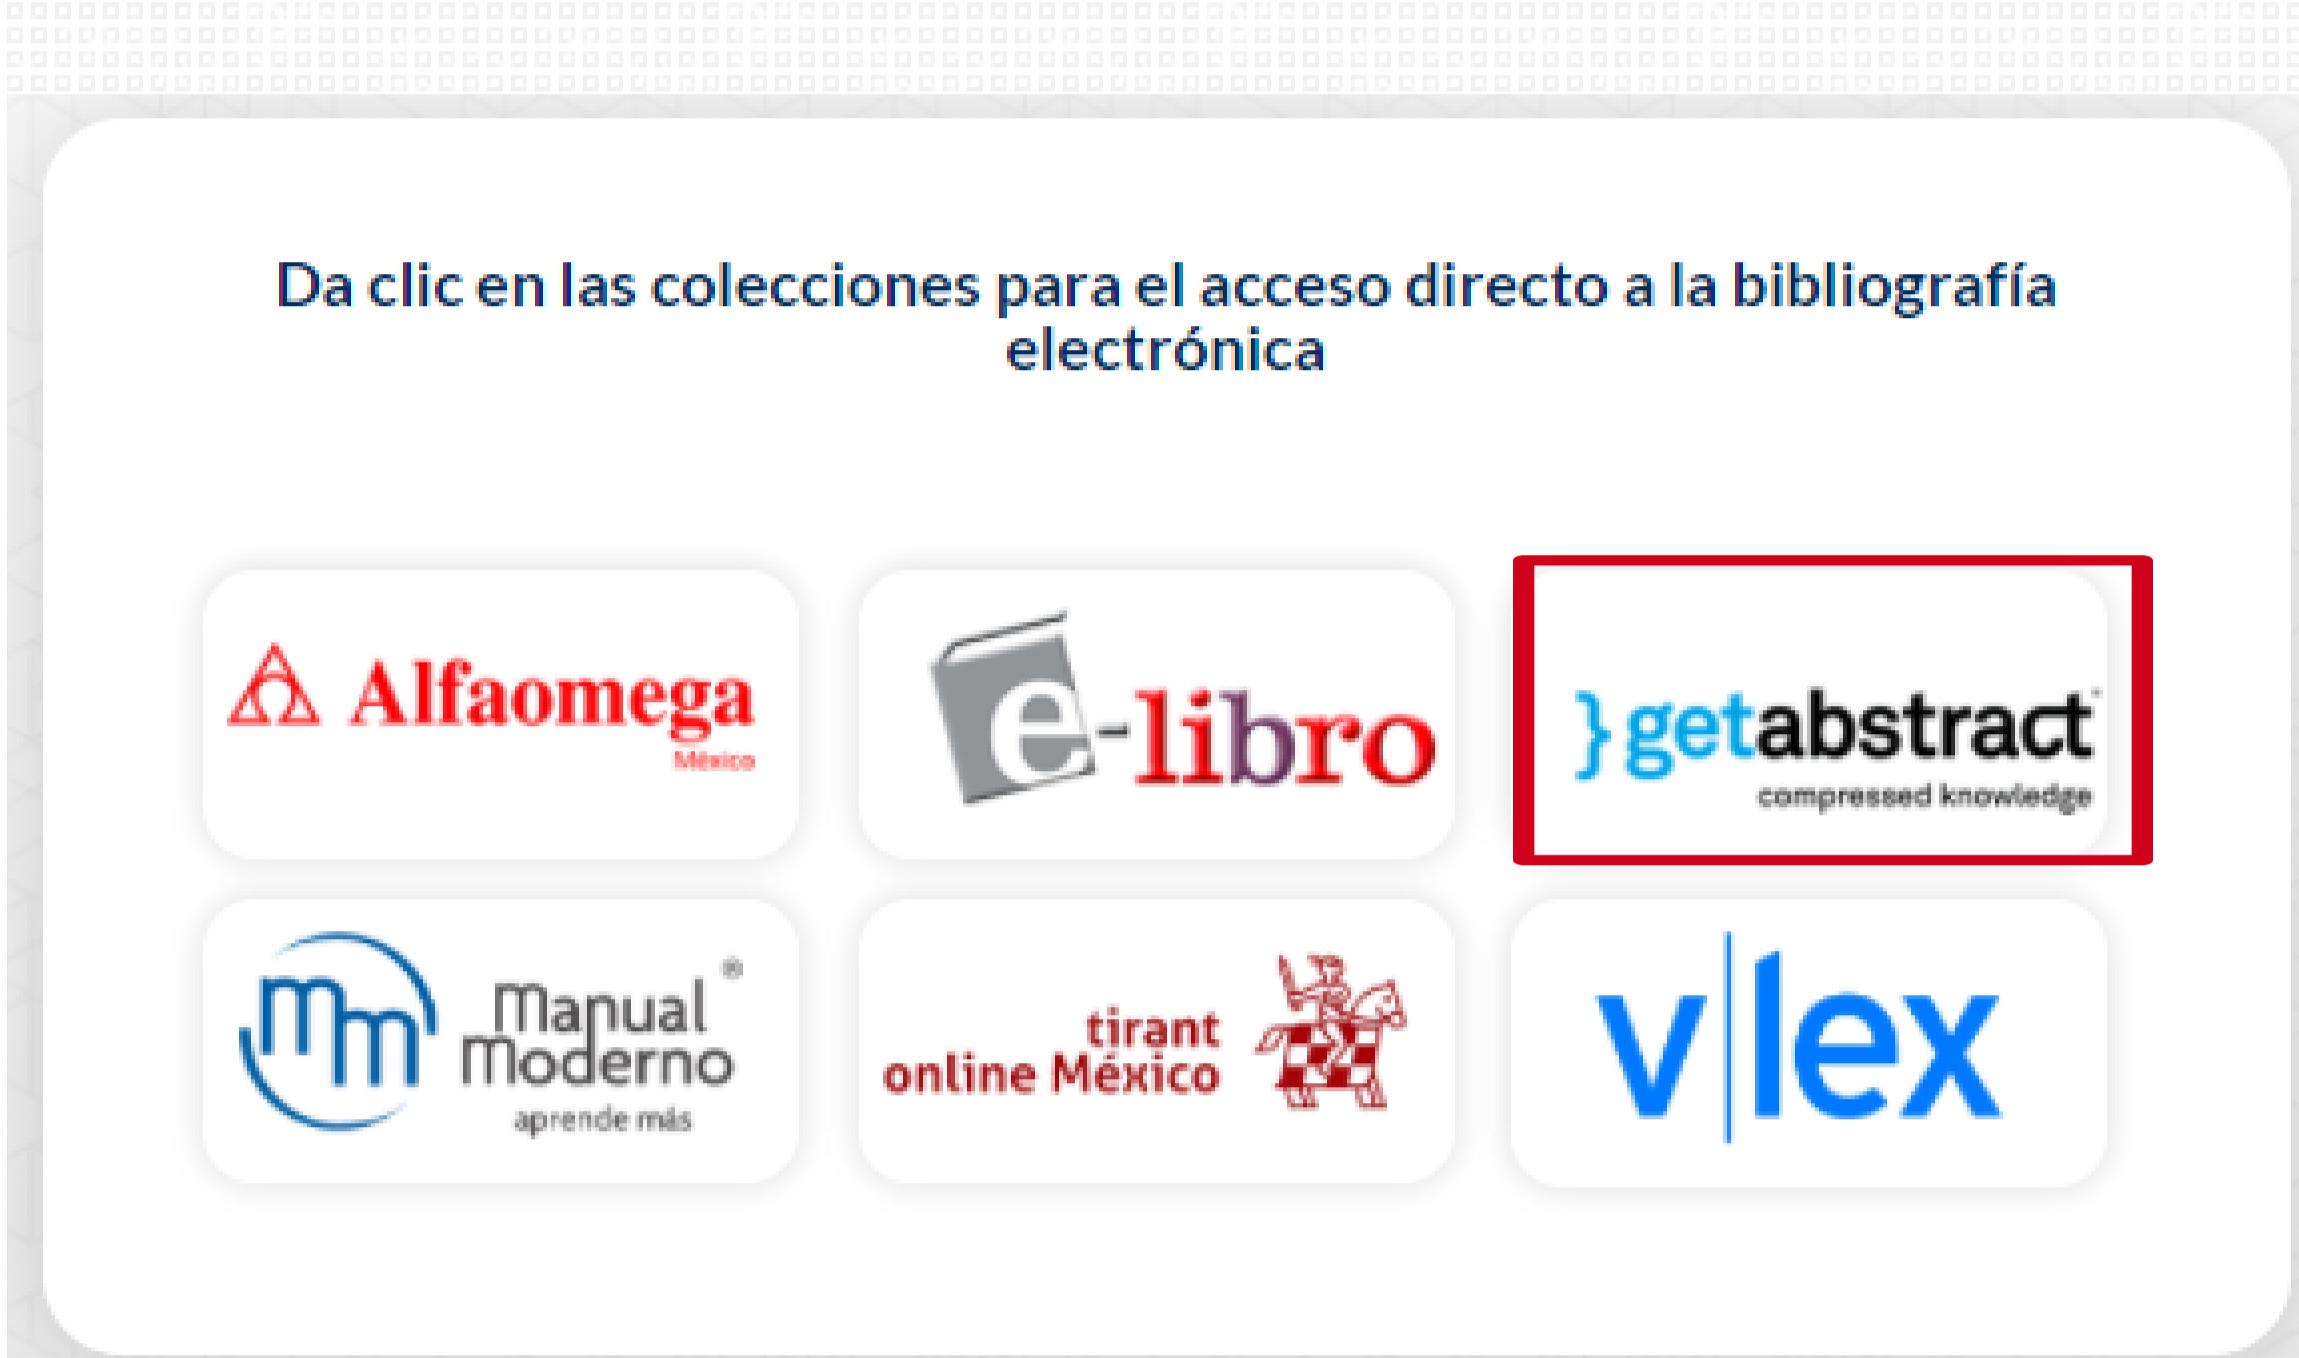 Da clic en las colecciones para el acceso directo a la bibliografía
electrónica
Alfaomega
México
e-libro
}getabstract
compressed knowledge
mm
Manual
Moderno
®
aprende más
tirant
online México
v|lex